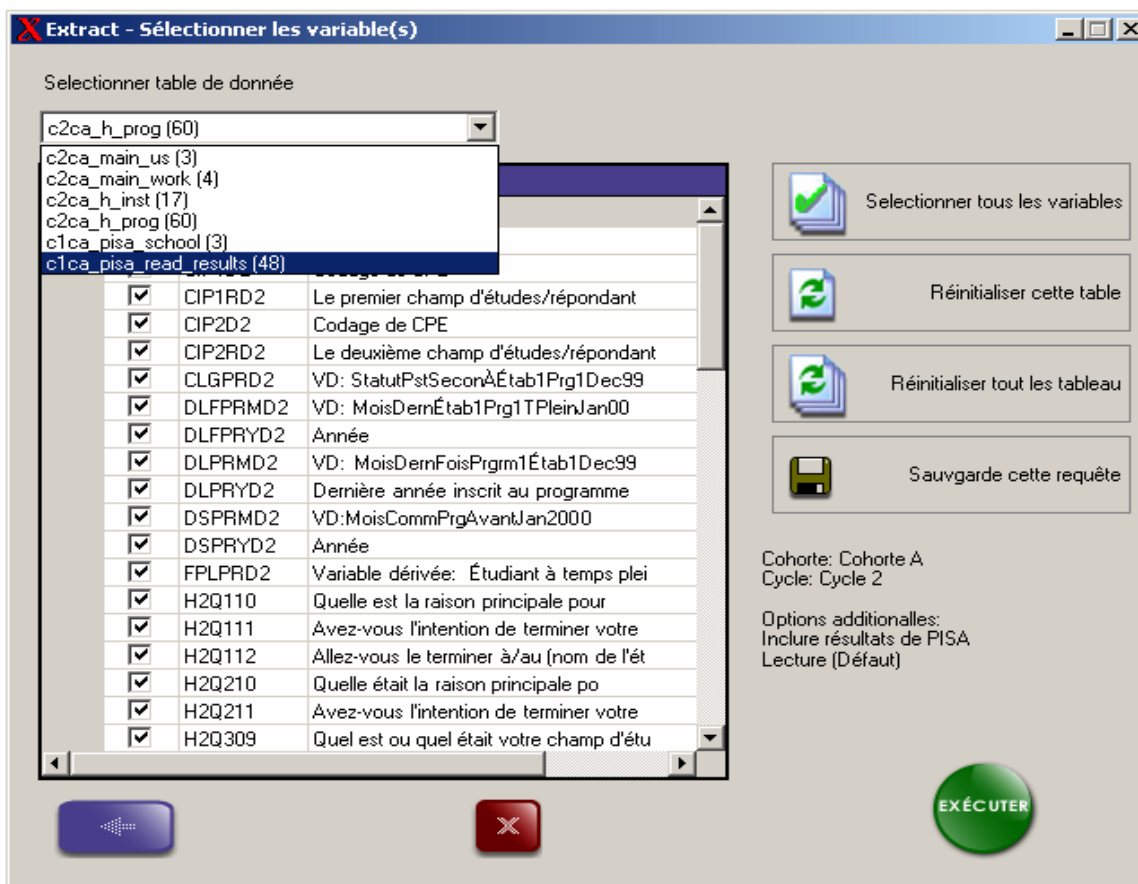 Extract - Sélectionner les variable(s)
Selectionner table de donnée
c2ca_h_prog (60)
c2ca_main_us (3)
c2ca_main_work (4)
c2ca_h_inst (17)
c2ca_h_prog (60)
c1ca_pisa_school (3)
c1ca_pisa_read_results (48)
CIP1RD2 Le premier champ d'études/répondant
CIP2D2 Codage de CPE
CIP2RD2 Le deuxième champ d'études/répondant
CLGPRD2 VD: StatutPstSeconÀÉtab1Prg1Dec99
DLFPRMD2 VD: MoisDernÉtab1Prg1TPleinJan00
DLFPRYD2 Année
DLPRMD2 VD: MoisDernFoisPrgrm1Étab1Dec99
DLPRYD2 Dernière année inscrit au programme
DSPRMD2 VD:MoisCommPrgAvantJan2000
DSPRYD2 Année
FPLPRD2 Variable dérivée: Étudiant à temps plei
H2Q110 Quelle est la raison principale pour
H2Q111 Avez-vous l'intention de terminer votre
H2Q112 Allez-vous le terminer à/au (nom de l'ét
H2Q210 Quelle était la raison principale po
H2Q211 Avez-vous l'intention de terminer votre
H2Q309 Quel est ou quel était votre champ d'étu
Selectionner tous les variables
Réinitialiser cette table
Réinitialiser tout les tableau
Sauvgarde cette requête
Cohorte: Cohorte A
Cycle: Cycle 2
Options additionalles:
Inclure résultats de PISA
Lecture (Défaut)
EXÉCUTER